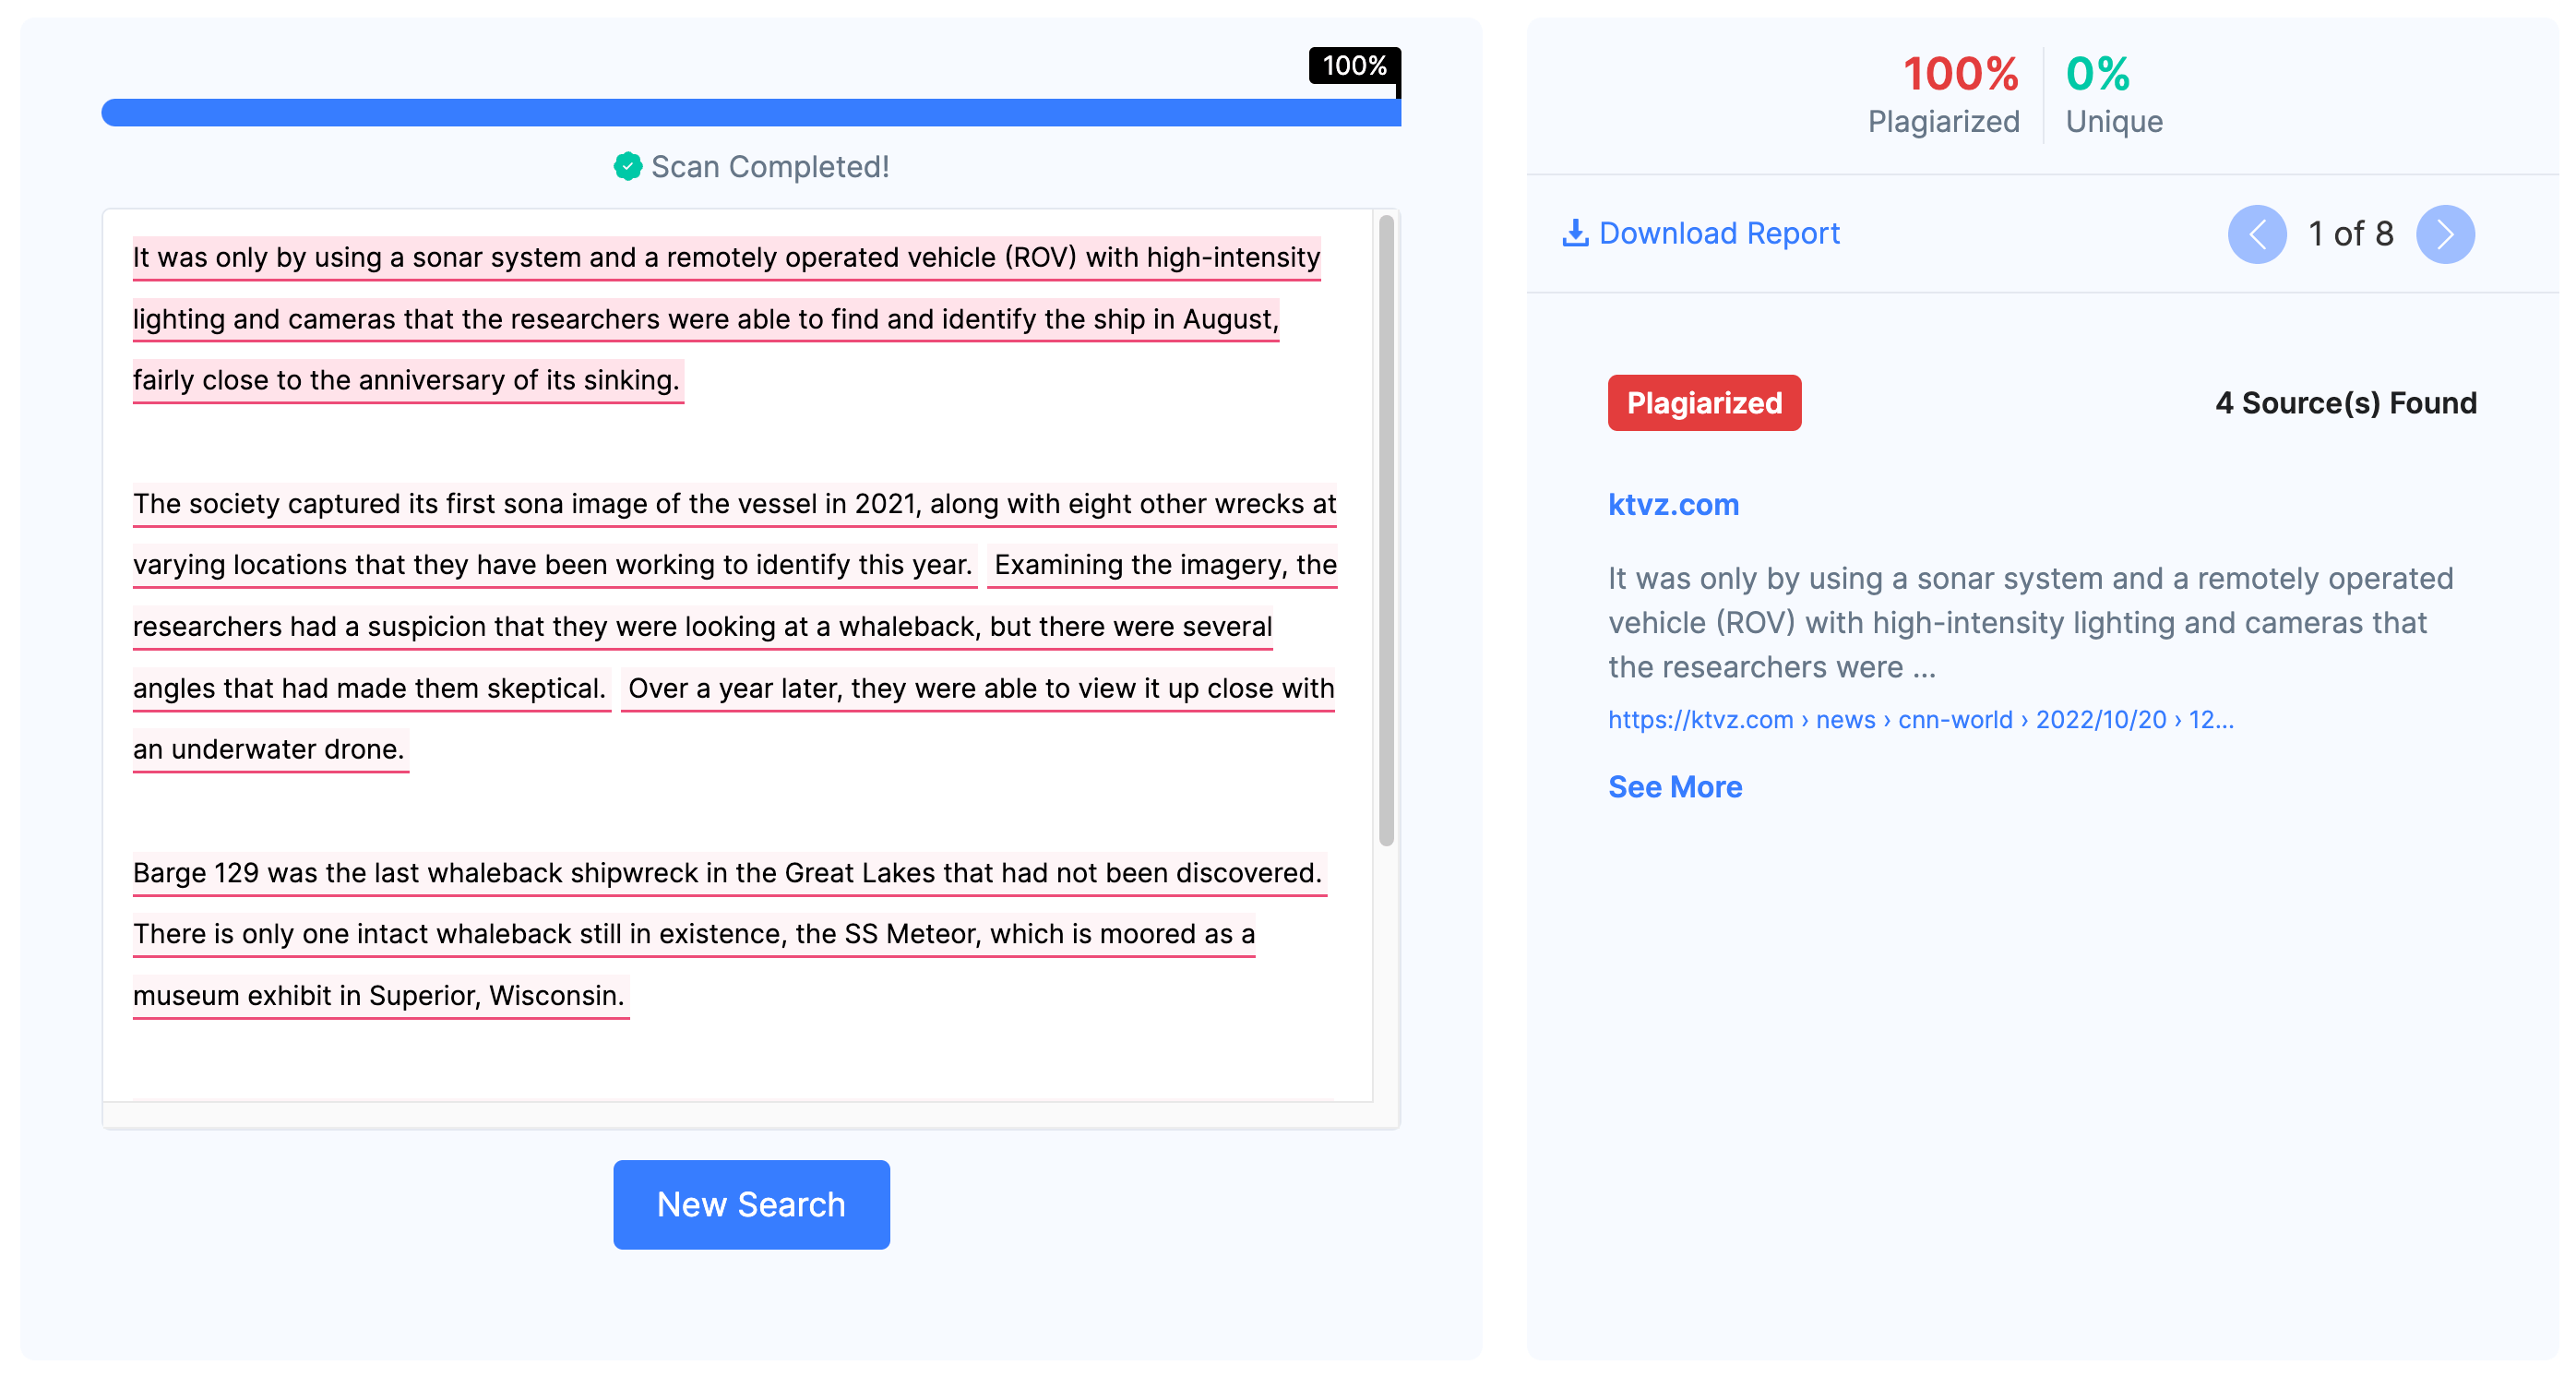 100%
Scan Completed!
It was only by using a sonar system and a remotely operated vehicle (ROV) with high-intensity
lighting and cameras that the researchers were able to find and identify the ship in August,
fairly close to the anniversary of its sinking.
The society captured its first sona image of the vessel in 2021, along with eight other wrecks at
varying locations that they have been working to identify this year. Examining the imagery, the
researchers had a suspicion that they were looking at a whaleback, but there were several
angles that had made them skeptical. Over a year later, they were able to view it up close with
an underwater drone.
Barge 129 was the last whaleback shipwreck in the Great Lakes that had not been discovered.
There is only one intact whaleback still in existence, the SS Meteor, which is moored as a
museum exhibit in Superior, Wisconsin.
New Search
100% 0%
Plagiarized Unique
Download Report 1 of 8
Plagiarized 4 Source(s) Found
ktvz.com
It was only by using a sonar system and a remotely operated
vehicle (ROV) with high-intensity lighting and cameras that
the researchers were ...
https://ktvz.com › news › cnn-world › 2022/10/20 › 12...
See More